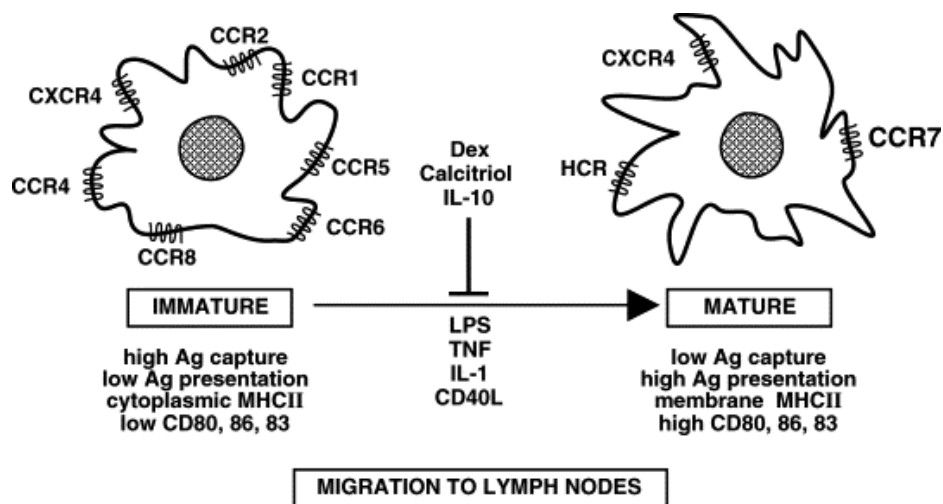 CCR2
CCR1
CXCR4
CCR5
CCR4
CCR6
CCR8
Dex
Calcitriol
IL-10
CXCR4
CCR7
HCR
IMMATURE
MATURE
LPS
TNF
IL-1
CD40L
high Ag capture
low Ag presentation
cytoplasmic MHCII
low CD80, 86, 83
low Ag capture
high Ag presentation
membrane MHCII
high CD80, 86, 83
MIGRATION TO LYMPH NODES